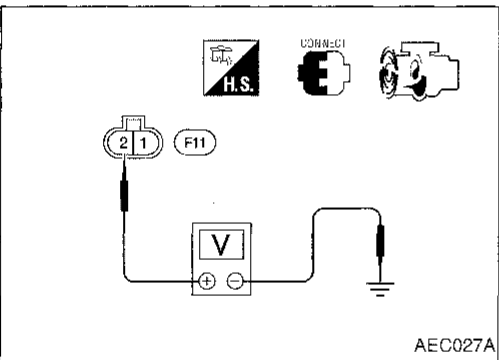 CONNECT
H.S.
2 1 F11
V
+ −
AEC027A